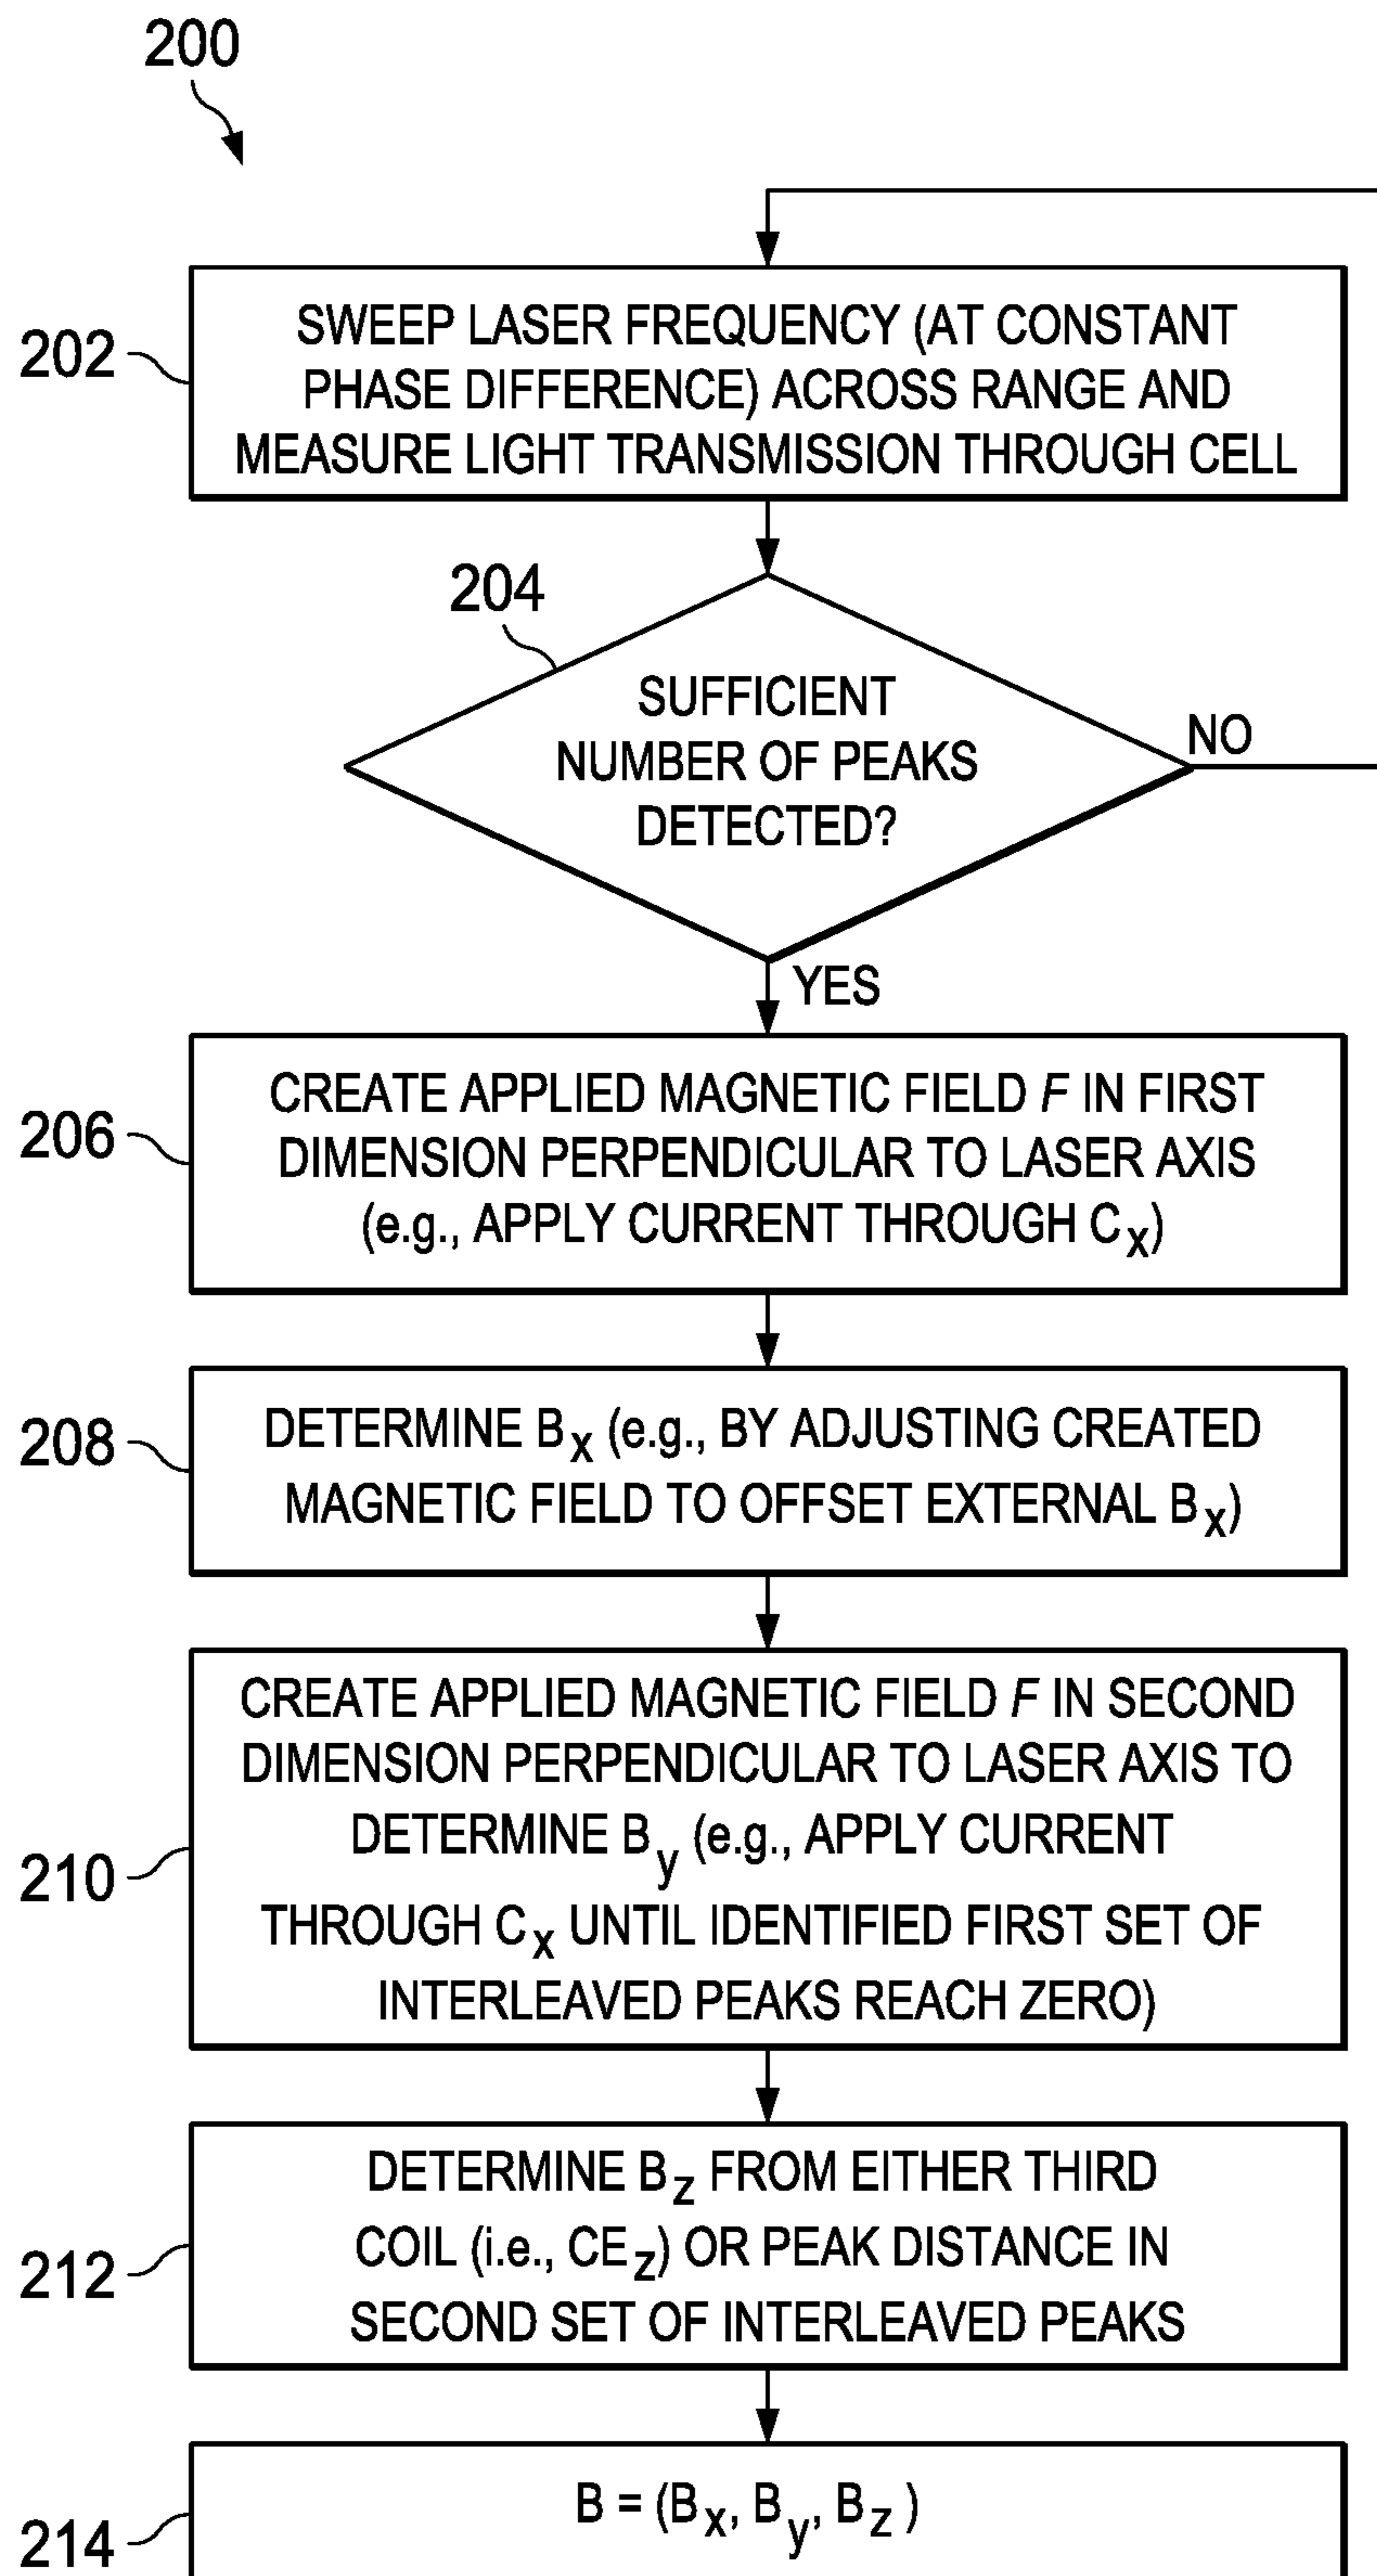 200
202
SWEEP LASER FREQUENCY (AT CONSTANT
PHASE DIFFERENCE) ACROSS RANGE AND
MEASURE LIGHT TRANSMISSION THROUGH CELL
204
SUFFICIENT
NUMBER OF PEAKS
DETECTED?
NO
YES
206
CREATE APPLIED MAGNETIC FIELD F IN FIRST
DIMENSION PERPENDICULAR TO LASER AXIS
(e.g., APPLY CURRENT THROUGH Cx)
208
DETERMINE Bx (e.g., BY ADJUSTING CREATED
MAGNETIC FIELD TO OFFSET EXTERNAL Bx)
210
CREATE APPLIED MAGNETIC FIELD F IN SECOND
DIMENSION PERPENDICULAR TO LASER AXIS TO
DETERMINE By (e.g., APPLY CURRENT
THROUGH Cx UNTIL IDENTIFIED FIRST SET OF
INTERLEAVED PEAKS REACH ZERO)
212
DETERMINE Bz FROM EITHER THIRD
COIL (i.e., CEz) OR PEAK DISTANCE IN
SECOND SET OF INTERLEAVED PEAKS
214
B = (Bx, By, Bz )